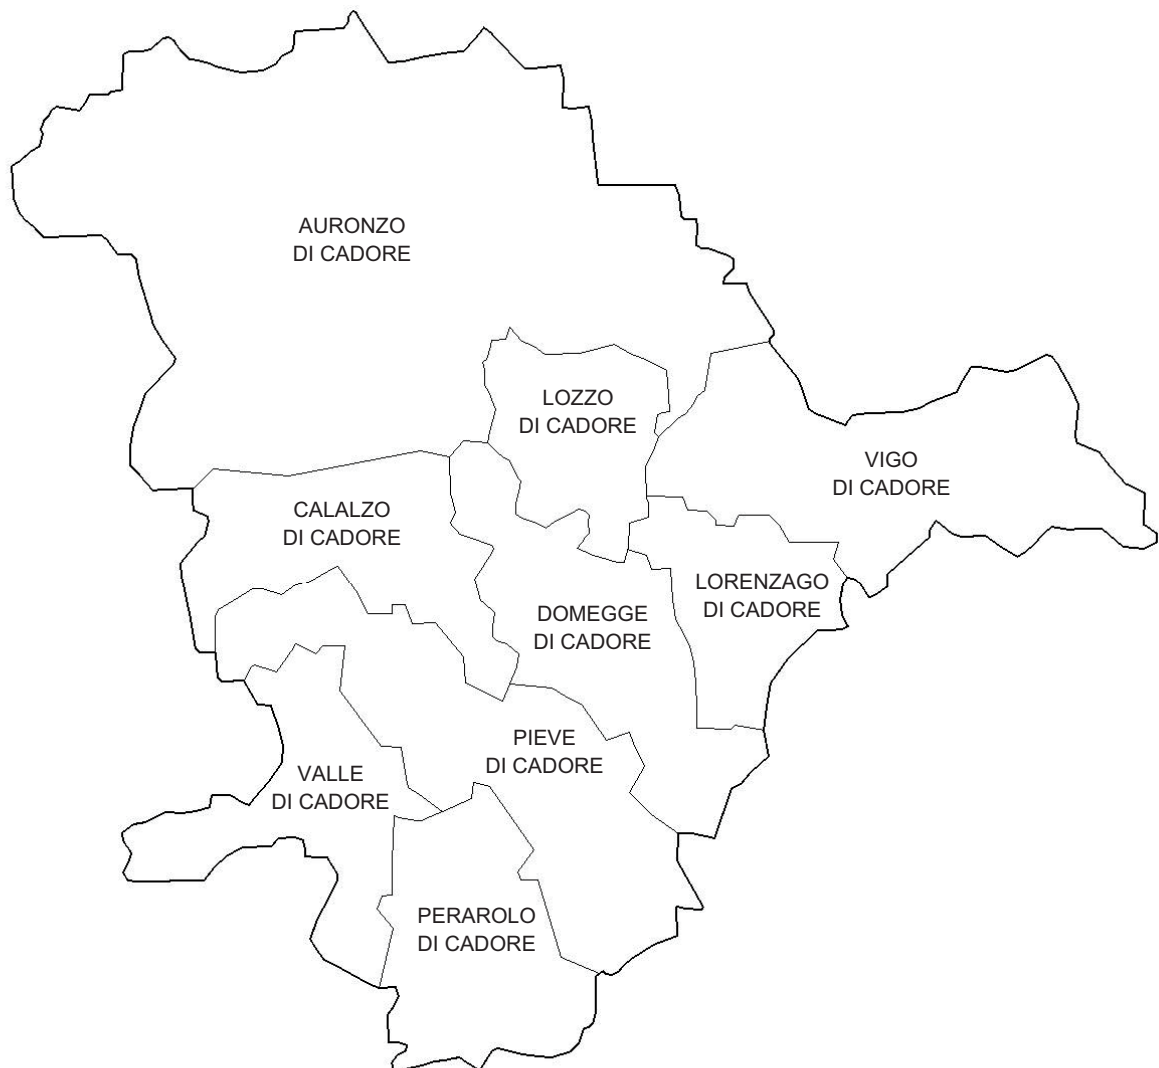 AURONZO
DI CADORE
LOZZO
DI CADORE
VIGO
DI CADORE
CALALZO
DI CADORE
LORENZAGO
DI CADORE
DOMEGGE
DI CADORE
PIEVE
DI CADORE
VALLE
DI CADORE
PERAROLO
DI CADORE